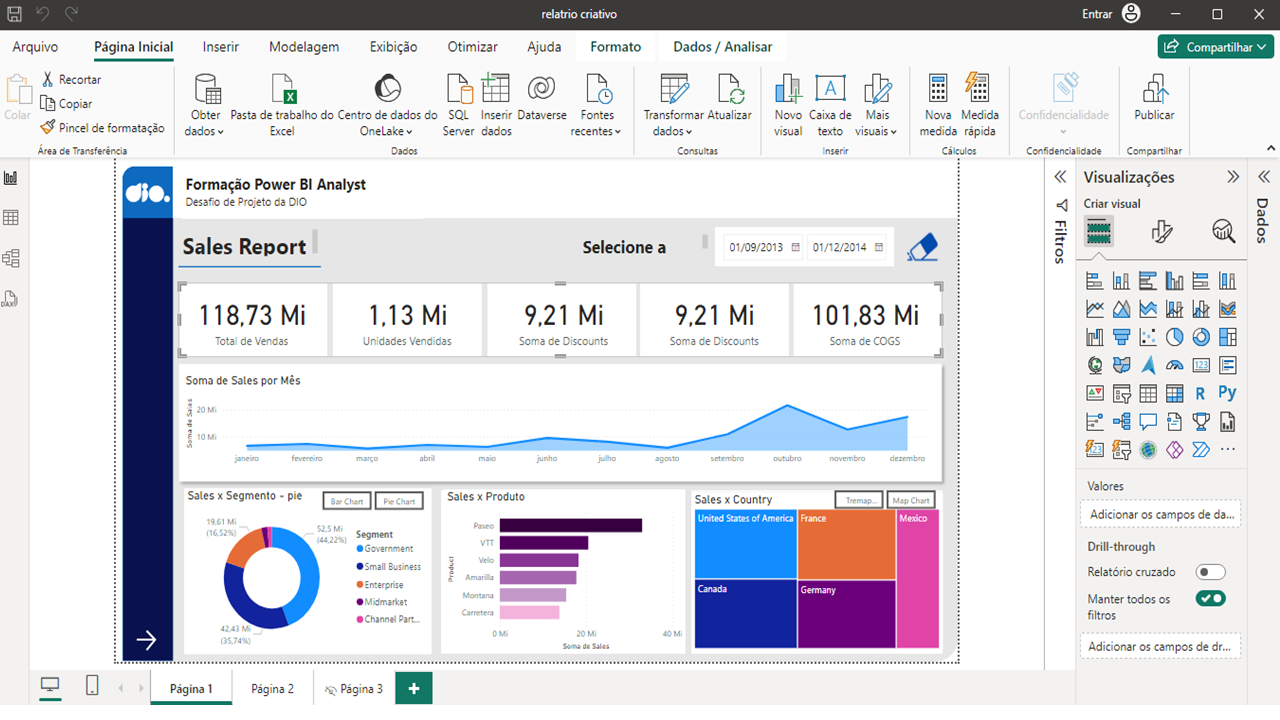 relatrio criativo
Entrar
Arquivo
Página Inicial
Inserir
Modelagem
Exibição
Otimizar
Ajuda
Formato
Dados / Analisar
Compartilhar
Colar
Recortar
Copiar
Pincel de formatação
Área de Transferência
Obter
dados
Pasta de trabalho do
Excel
Centro de dados do
OneLake
SQL
Server
Inserir
dados
Dataverse
Fontes
recentes
Dados
Transformar
dados
Atualizar
Consultas
Novo
visual
Caixa de
texto
Mais
visuais
Inserir
Nova
medida
Medida
rápida
Cálculos
Confidencialidade
Confidencialidade
Publicar
Compartilhar
dio.
Formação Power BI Analyst
Desafio de Projeto da DIO
Sales Report
Selecione a
01/09/2013
01/12/2014
118,73 Mi
Total de Vendas
1,13 Mi
Unidades Vendidas
9,21 Mi
Soma de Discounts
9,21 Mi
Soma de Discounts
101,83 Mi
Soma de COGS
Soma de Sales por Mês
Soma de Sales
20 Mi
10 Mi
janeiro
fevereiro
março
abril
maio
junho
julho
agosto
setembro
outubro
novembro
dezembro
Sales x Segmento - pie
Bar Chart
Pie Chart
19,61 Mi
(16,52%)
52,5 Mi
(44,22%)
42,43 Mi
(35,74%)
Segment
Government
Small Business
Enterprise
Midmarket
Channel Part...
Sales x Produto
Product
Paseo
VTT
Velo
Amarilla
Montana
Carretera
0 Mi
20 Mi
40 Mi
Soma de Sales
Sales x Country
Tremap...
Map Chart
United States of America
France
Mexico
Canada
Germany
Filtros
Visualizações
Criar visual
123
R
Py
123
Valores
Adicionar os campos de da...
Drill-through
Relatório cruzado
Manter todos os
filtros
Adicionar os campos de dr...
Dados
DAX
Página 1
Página 2
Página 3